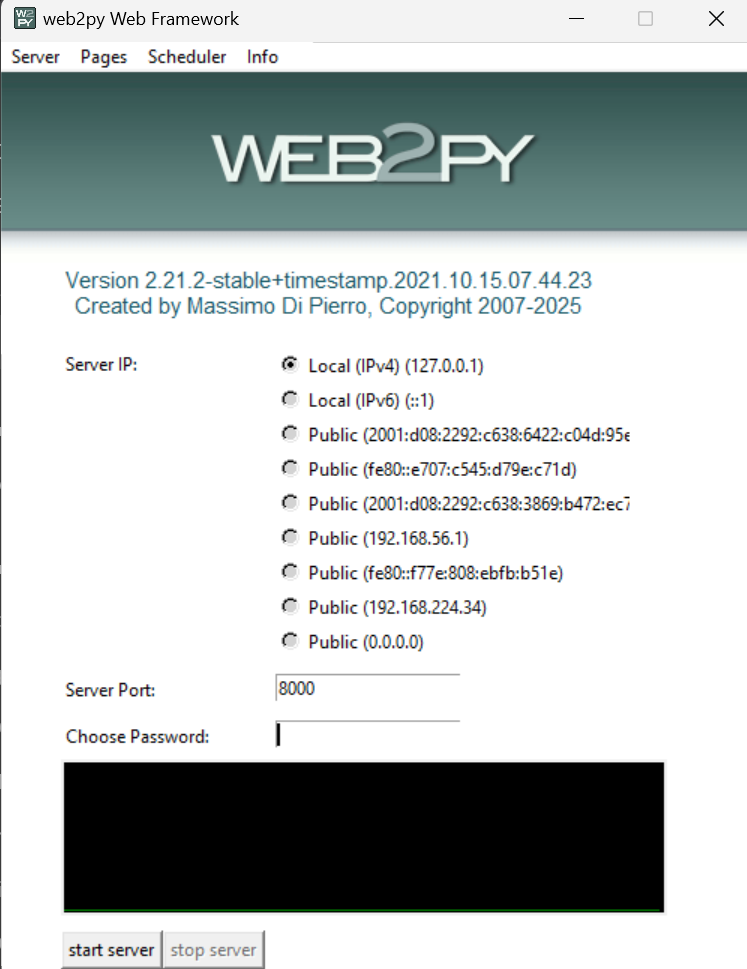 W2
PY
web2py Web Framework
Server Pages Scheduler Info
WEB2PY
Version 2.21.2-stable+timestamp.2021.10.15.07.44.23
Created by Massimo Di Pierro, Copyright 2007-2025
Server IP:
Local (IPv4) (127.0.0.1)
Local (IPv6) (::1)
Public (2001:d08:2292:c638:6422:c04d:95e
Public (fe80::e707:c545:d79e:c71d)
Public (2001:d08:2292:c638:3869:b472:ec7
Public (192.168.56.1)
Public (fe80::f77e:808:ebfb:b51e)
Public (192.168.224.34)
Public (0.0.0.0)
Server Port: 8000
Choose Password:
start server stop server